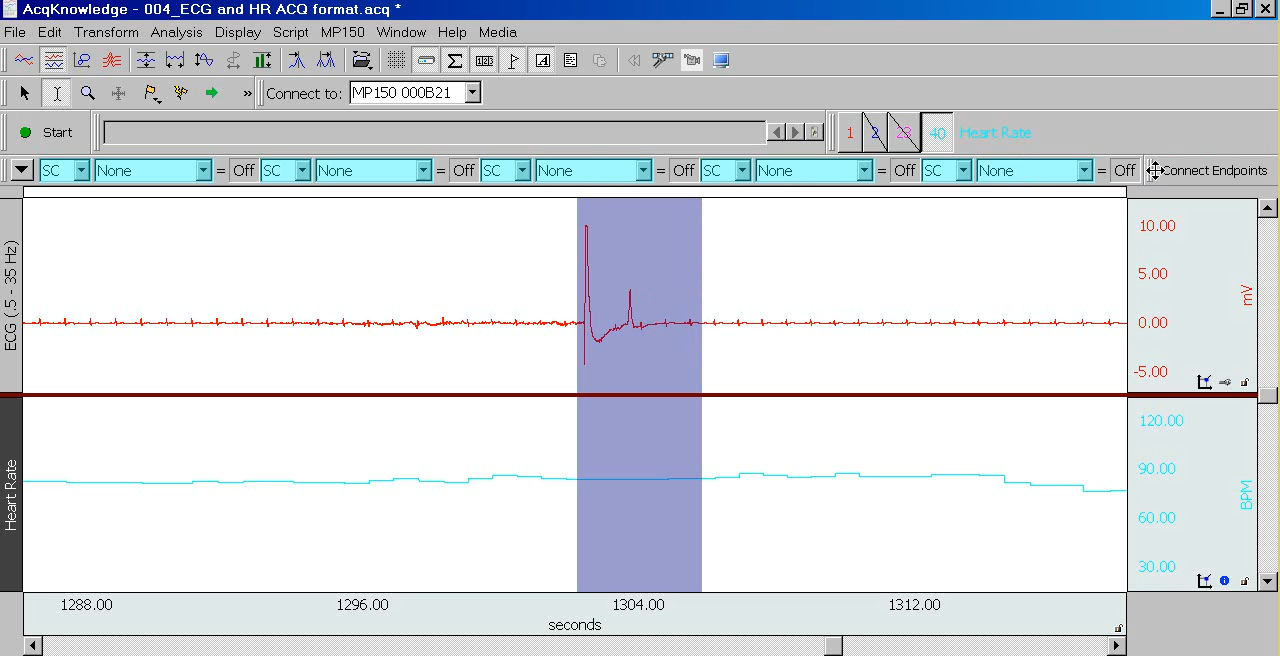 AcqKnowledge - 004_ECG and HR ACQ format.acq *
File Edit Transform Analysis Display Script MP150 Window Help Media
» Connect to: MP150 000B21
Start 1 2 23 40 Heart Rate
SC None = Off SC None = Off SC None = Off SC None = Off SC None = Off Connect Endpoints
ECG (.5 - 35 Hz)
10.00
5.00
0.00
-5.00
mV
Heart Rate
120.00
90.00
60.00
30.00
BPM
1288.00 1296.00 1304.00 1312.00
seconds